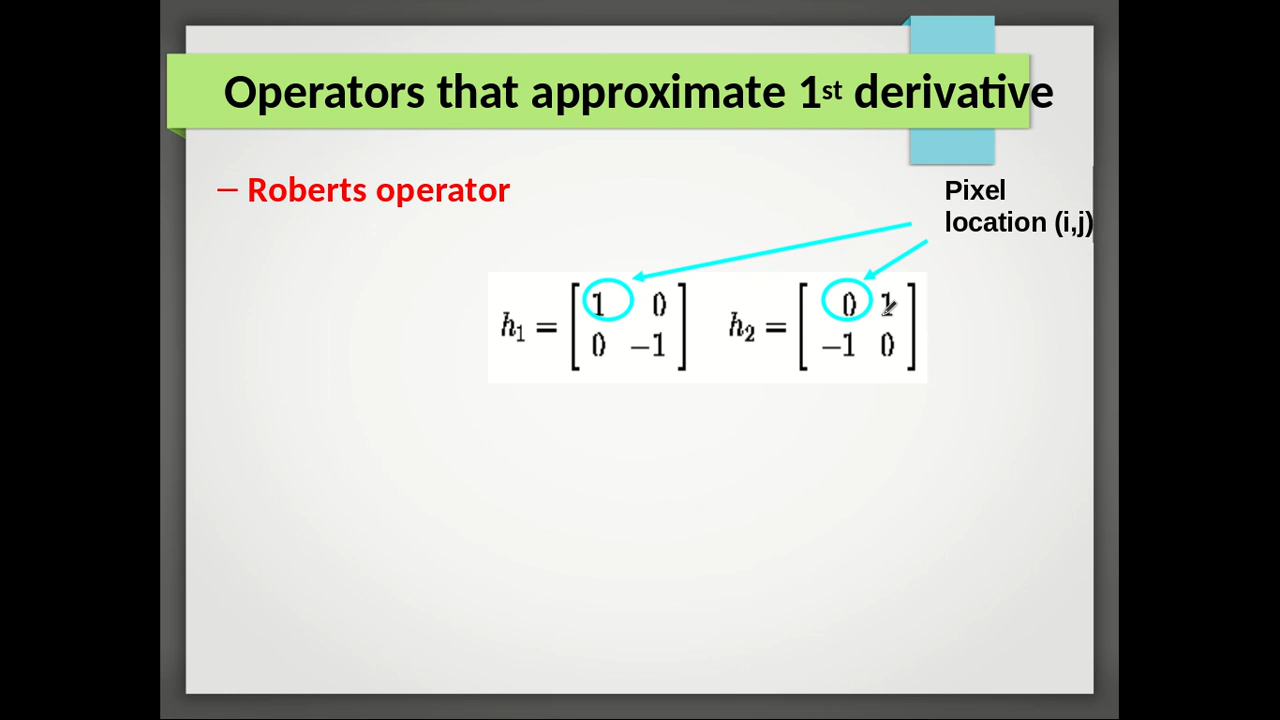 Operators that approximate 1st derivative
– Roberts operator
Pixel
location (i,j)
h₁ = [ 1 0 ; 0 −1 ] h₂ = [ 0 1 ; −1 0 ]